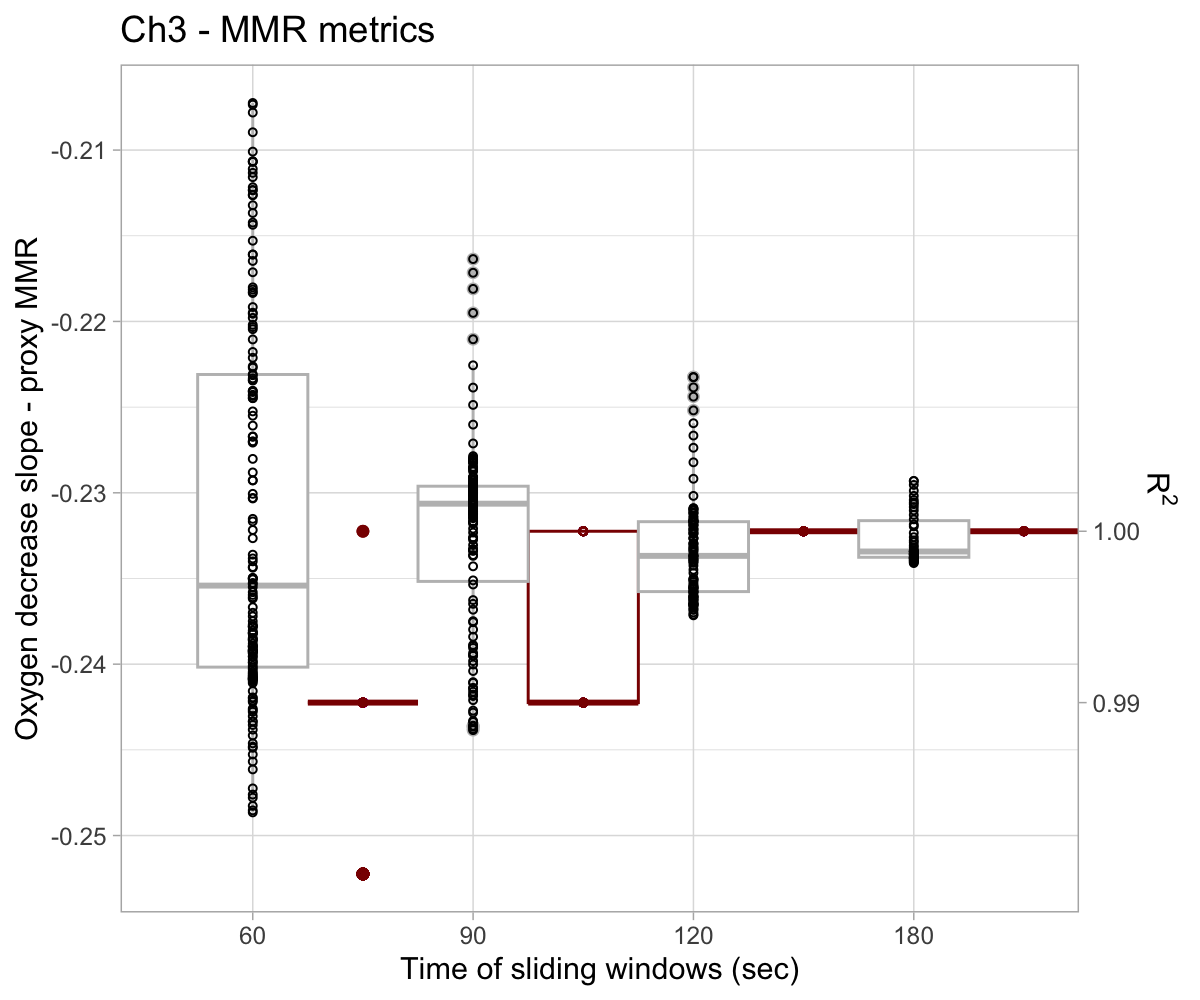 Ch3 - MMR metrics
Oxygen decrease slope - proxy MMR
-0.21
-0.22
-0.23
-0.24
-0.25
R²
1.00
0.99
60 90 120 180
Time of sliding windows (sec)